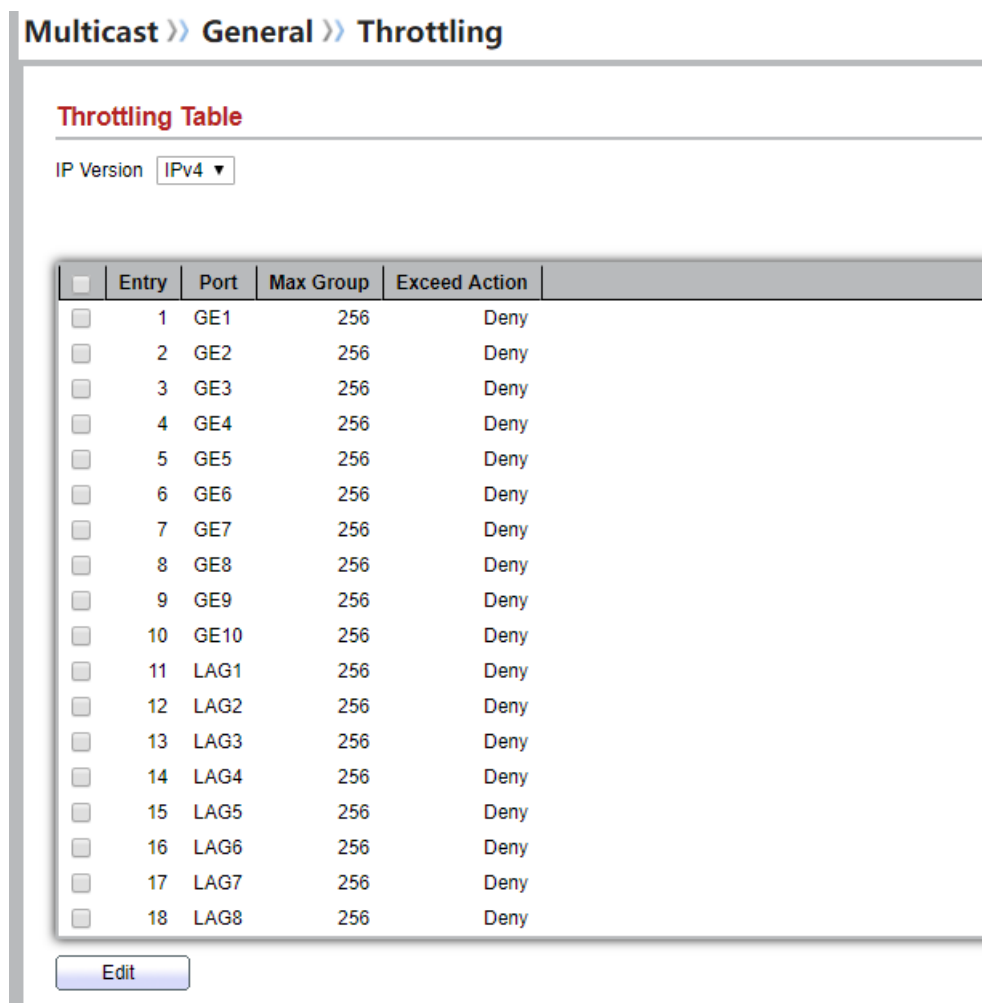 Multicast » General » Throttling
Throttling Table
IP Version IPv4 ▼
Entry Port Max Group Exceed Action
1 GE1 256 Deny
2 GE2 256 Deny
3 GE3 256 Deny
4 GE4 256 Deny
5 GE5 256 Deny
6 GE6 256 Deny
7 GE7 256 Deny
8 GE8 256 Deny
9 GE9 256 Deny
10 GE10 256 Deny
11 LAG1 256 Deny
12 LAG2 256 Deny
13 LAG3 256 Deny
14 LAG4 256 Deny
15 LAG5 256 Deny
16 LAG6 256 Deny
17 LAG7 256 Deny
18 LAG8 256 Deny
Edit